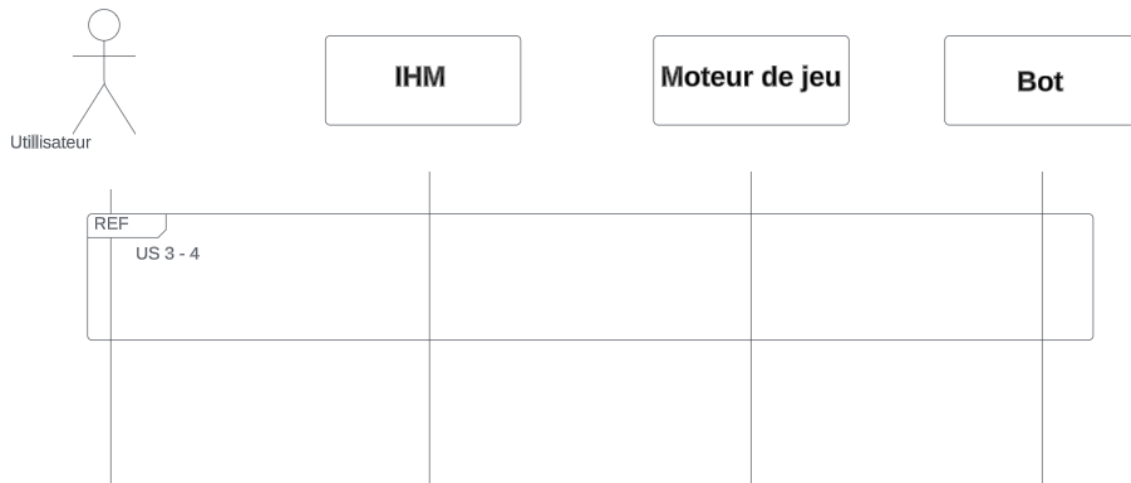 IHM
Moteur de jeu
Bot
Utillisateur
REF
US 3 - 4